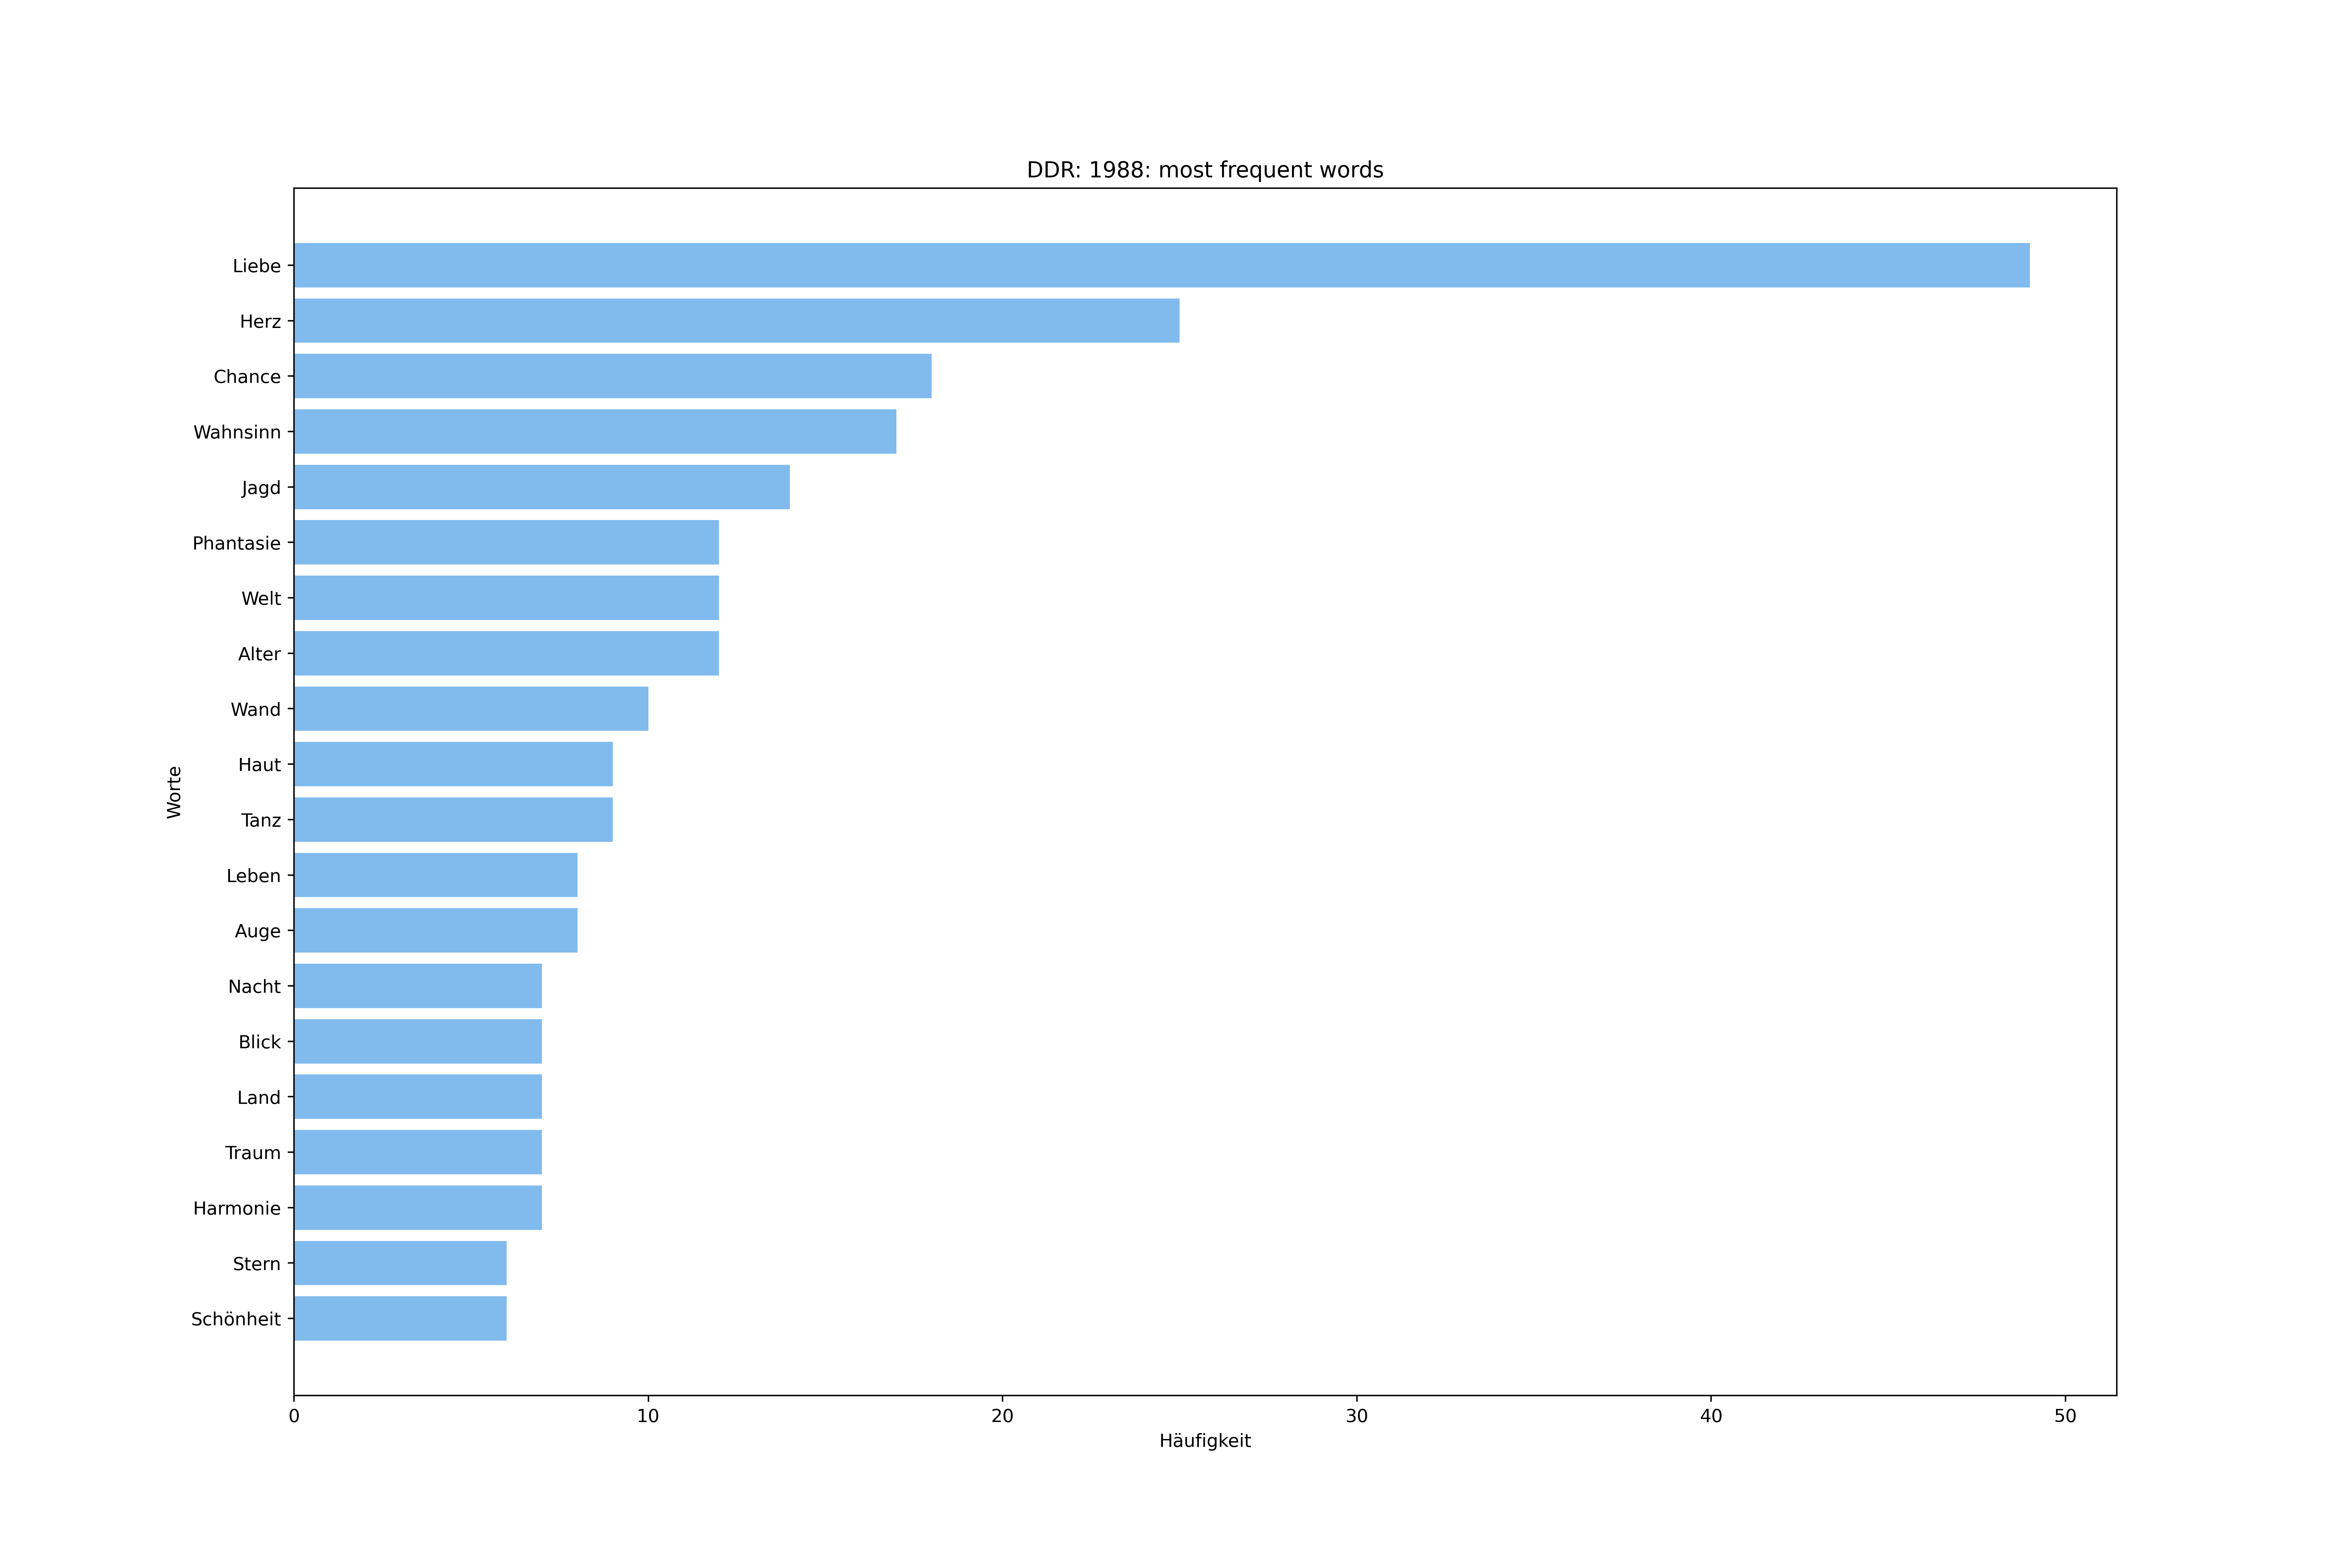 DDR: 1988: most frequent words
Liebe
Herz
Chance
Wahnsinn
Jagd
Phantasie
Welt
Alter
Wand
Haut
Tanz
Leben
Auge
Nacht
Blick
Land
Traum
Harmonie
Stern
Schönheit
Worte
0 10 20 30 40 50
Häufigkeit